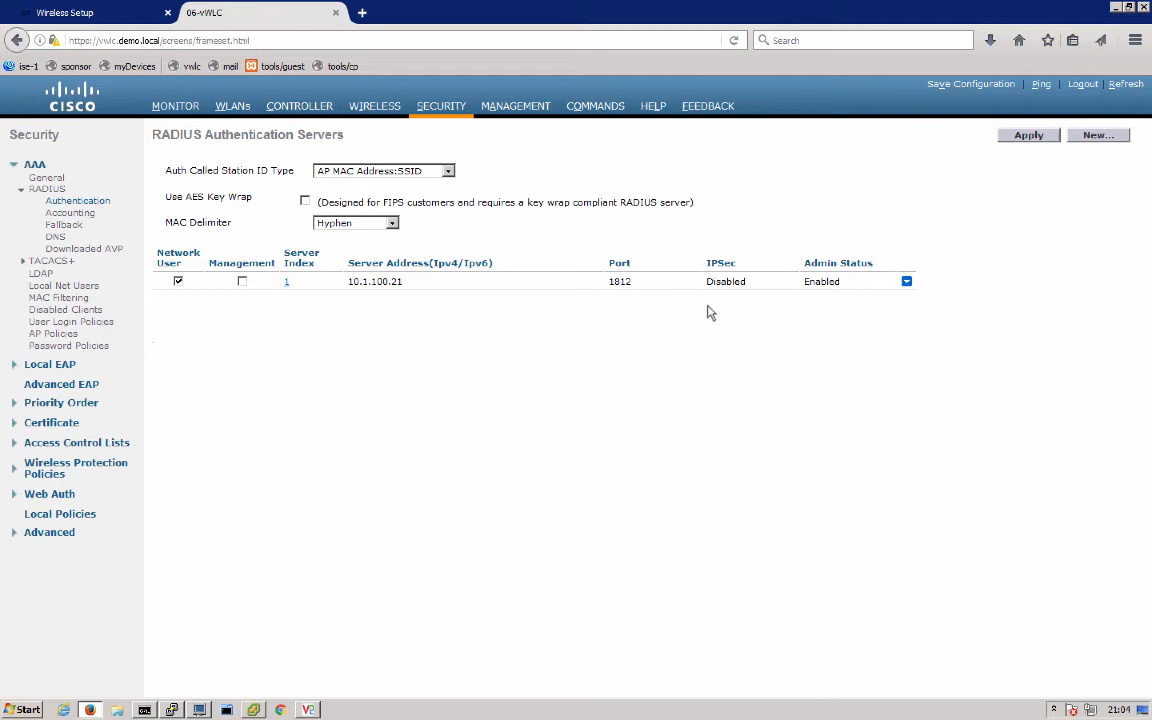 Wireless Setup
06-vWLC
https://vwlc.demo.local/screens/frameset.html
Search
ise-1 sponsor myDevices vwlc mail tools/guest tools/cp
Save Configuration | Ping | Logout | Refresh
CISCO
MONITOR WLANs CONTROLLER WIRELESS SECURITY MANAGEMENT COMMANDS HELP FEEDBACK
Security
AAA
General
RADIUS
Authentication
Accounting
Fallback
DNS
Downloaded AVP
TACACS+
LDAP
Local Net Users
MAC Filtering
Disabled Clients
User Login Policies
AP Policies
Password Policies
Local EAP
Advanced EAP
Priority Order
Certificate
Access Control Lists
Wireless Protection
Policies
Web Auth
Local Policies
Advanced
RADIUS Authentication Servers
Apply
New...
Auth Called Station ID Type AP MAC Address:SSID
Use AES Key Wrap (Designed for FIPS customers and requires a key wrap compliant RADIUS server)
MAC Delimiter Hyphen
Network User Management Server Index Server Address(Ipv4/Ipv6) Port IPSec Admin Status
1 10.1.100.21 1812 Disabled Enabled
Start
V2
21:04